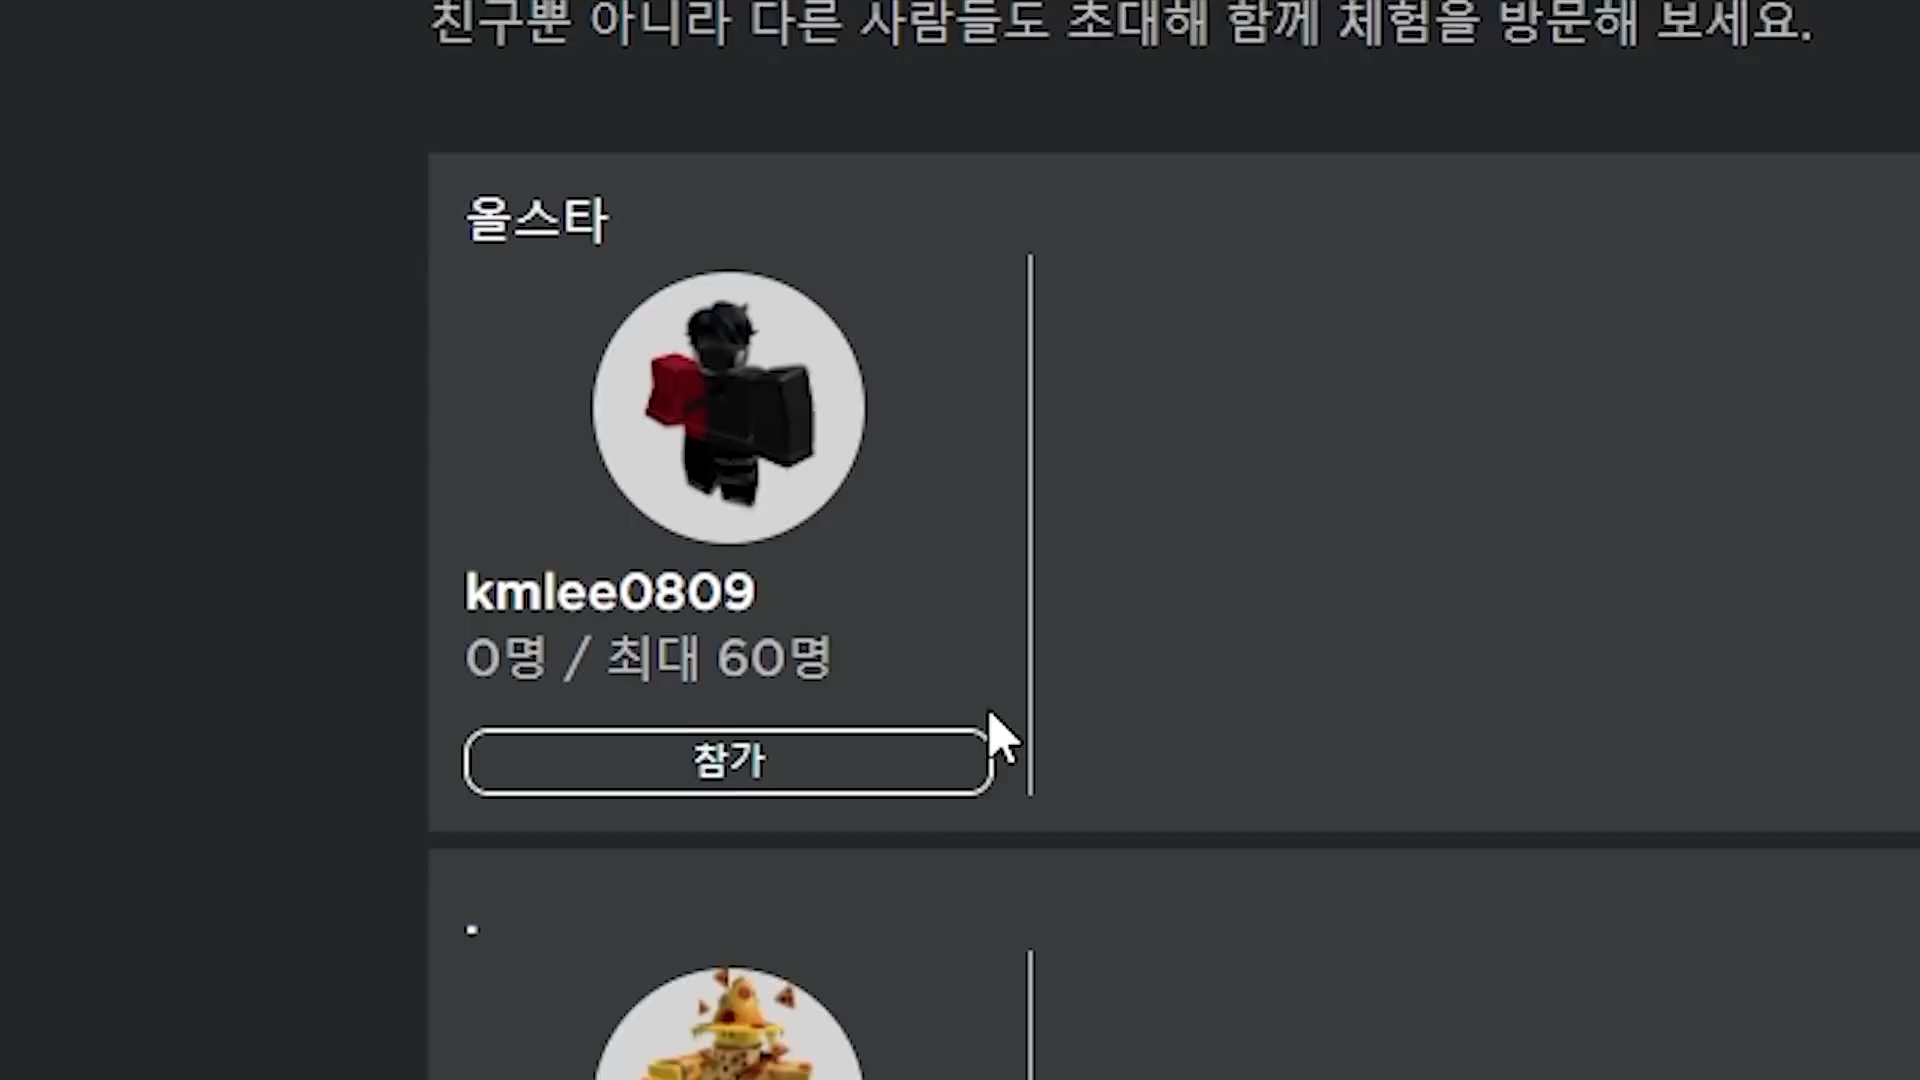 친구뿐 아니라 다른 사람들도 초대해 함께 체험을 방문해 보세요.
올스타
kmlee0809
0명 / 최대 60명
참가
.